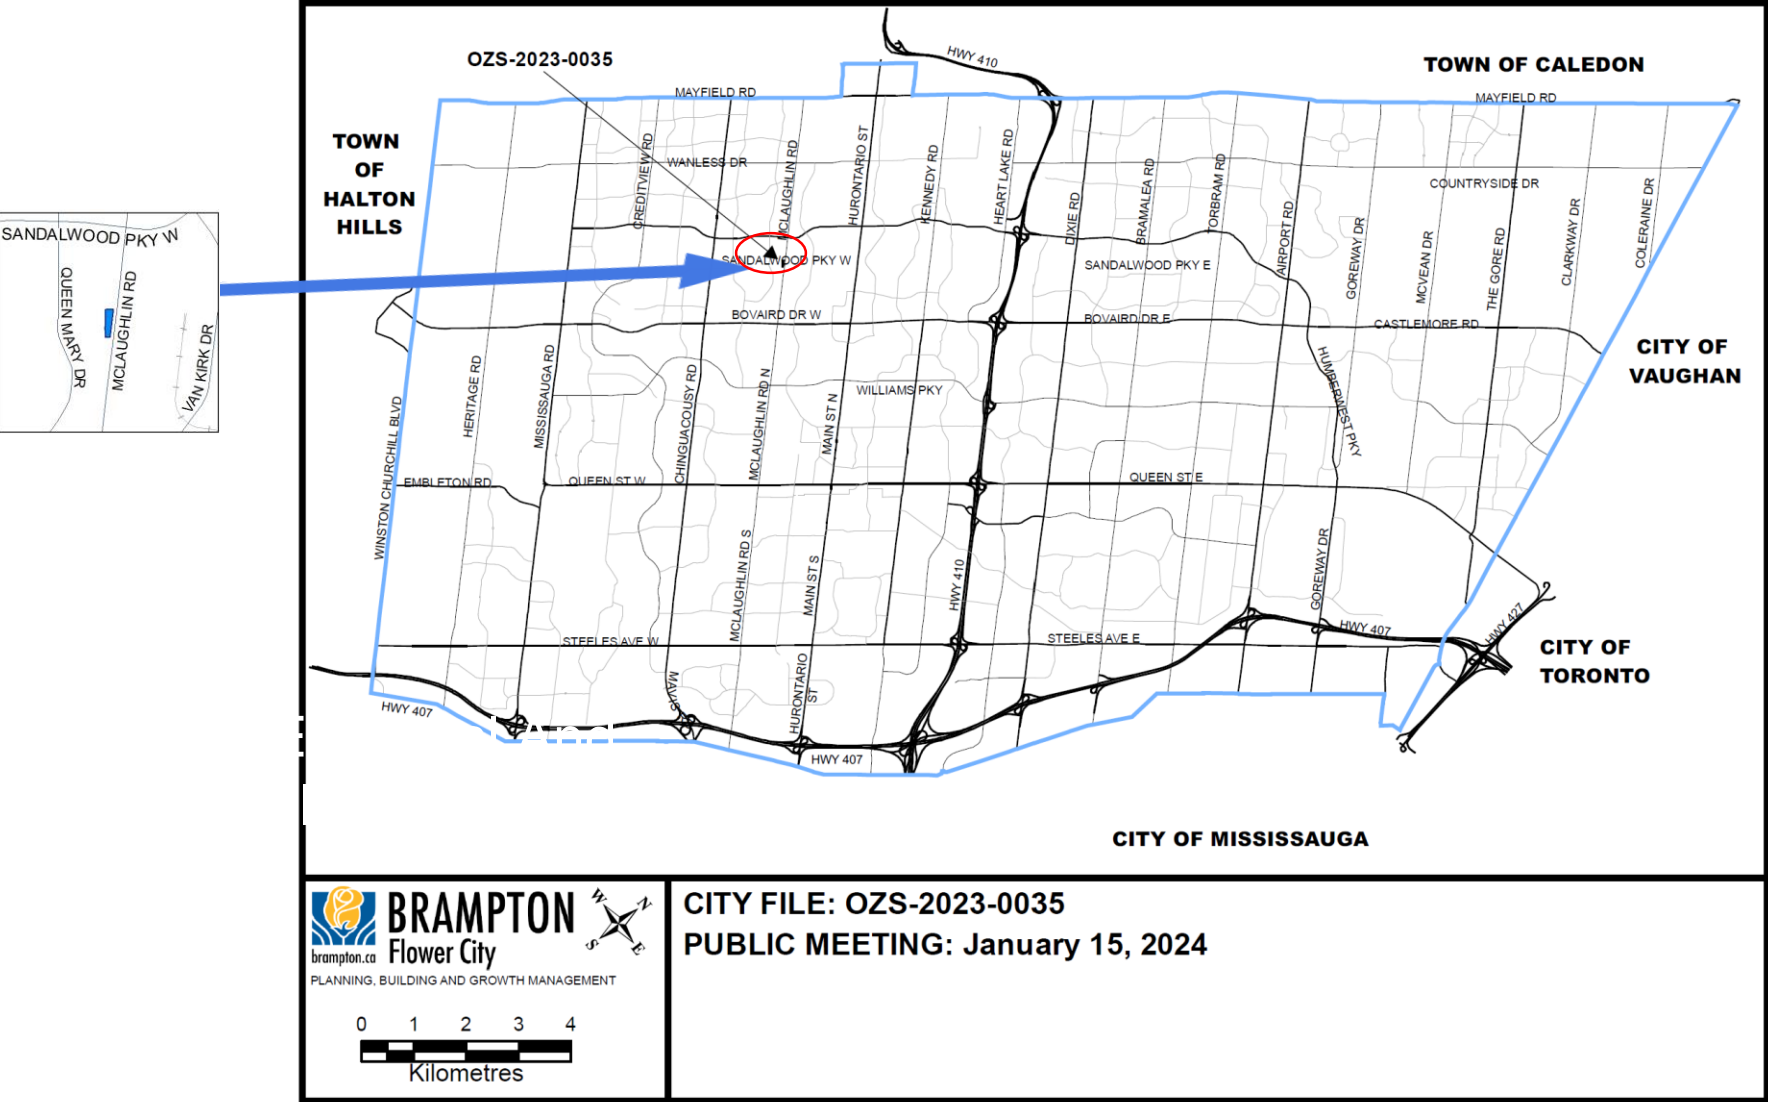 OZS-2023-0035
HWY 410
TOWN OF CALEDON
MAYFIELD RD
MAYFIELD RD
TOWN
OF
HALTON
HILLS
WANLESS DR
COUNTRYSIDE DR
CREDITVIEW RD
MCLAUGHLIN RD
HURONTARIO ST
KENNEDY RD
HEART LAKE RD
DIXIE RD
BRAMALEA RD
TORBRAM RD
AIRPORT RD
GOREWAY DR
MCVEAN DR
THE GORE RD
CLARKWAY DR
COLERAINE DR
SANDALWOOD PKY W
QUEEN MARY DR
MCLAUGHLIN RD
VAN KIRK DR
SANDALWOOD PKY W
SANDALWOOD PKY E
BOVAIRD DR W
BOVAIRD DR E
CASTLEMORE RD
CITY OF
VAUGHAN
HERITAGE RD
MISSISSAUGA RD
CHINGUACOUSY RD
MCLAUGHLIN RD N
MAIN ST N
WILLIAMS PKY
HUMBERWEST PKY
WINSTON CHURCHILL BLVD
EMBLETON RD
QUEEN ST W
QUEEN ST E
MCLAUGHLIN RD S
MAIN ST S
HWY 410
GOREWAY DR
STEELES AVE W
STEELES AVE E
HWY 407
HWY 427
CITY OF
TORONTO
MAVIS
HURONTARIO
ST
HWY 407
HWY 407
CITY OF MISSISSAUGA
BRAMPTON
Flower City
brampton.ca
W
N
S
E
PLANNING, BUILDING AND GROWTH MANAGEMENT
0 1 2 3 4
Kilometres
CITY FILE: OZS-2023-0035
PUBLIC MEETING: January 15, 2024